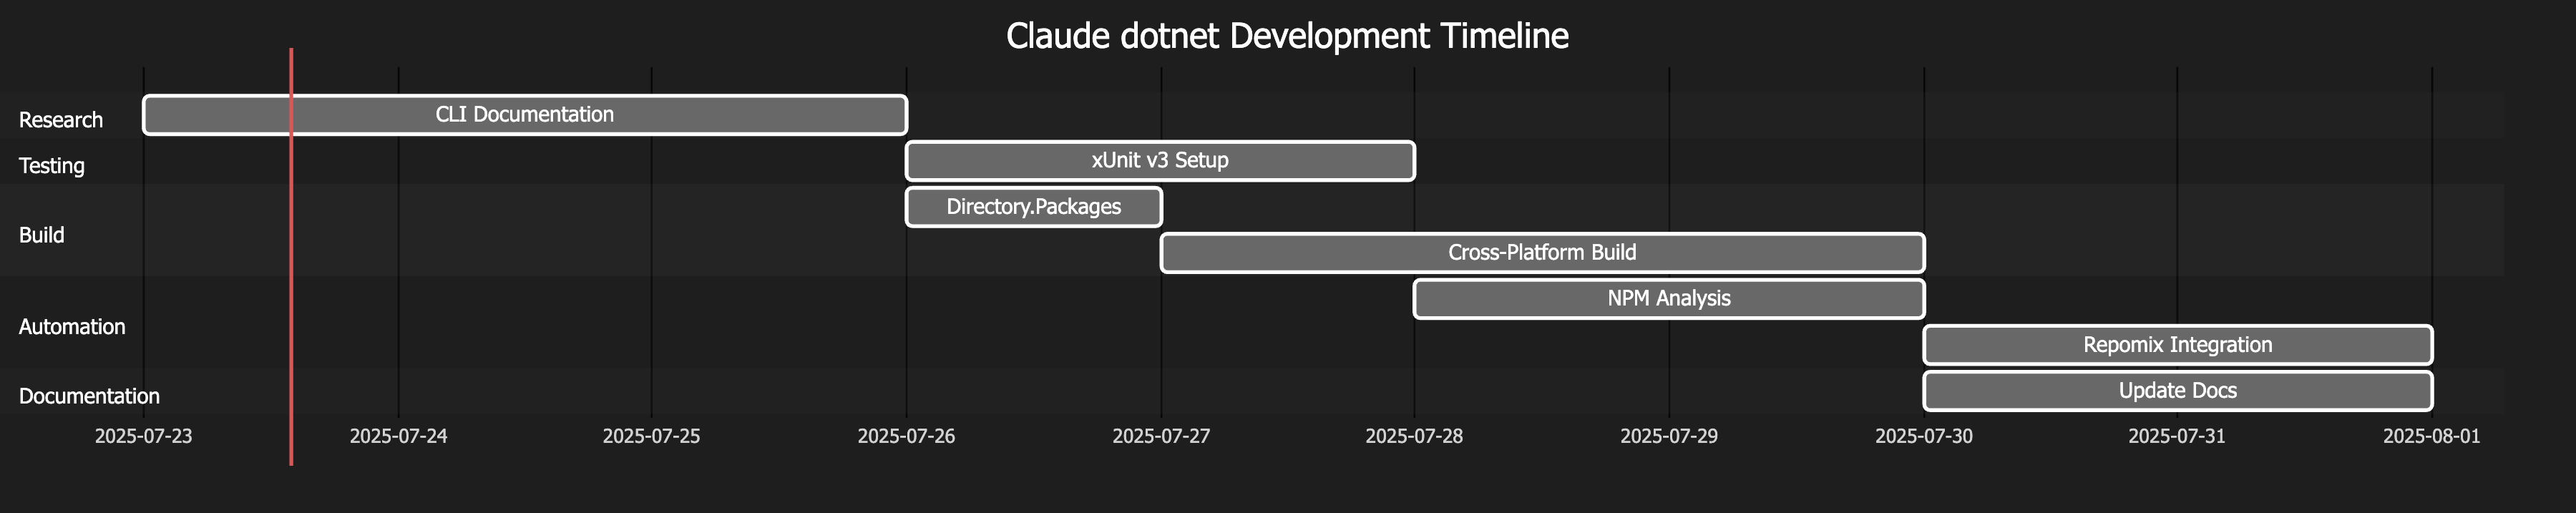 Claude dotnet Development Timeline
Research
CLI Documentation
Testing
xUnit v3 Setup
Build
Directory.Packages
Cross-Platform Build
Automation
NPM Analysis
Repomix Integration
Documentation
Update Docs
2025-07-23 2025-07-24 2025-07-25 2025-07-26 2025-07-27 2025-07-28 2025-07-29 2025-07-30 2025-07-31 2025-08-01